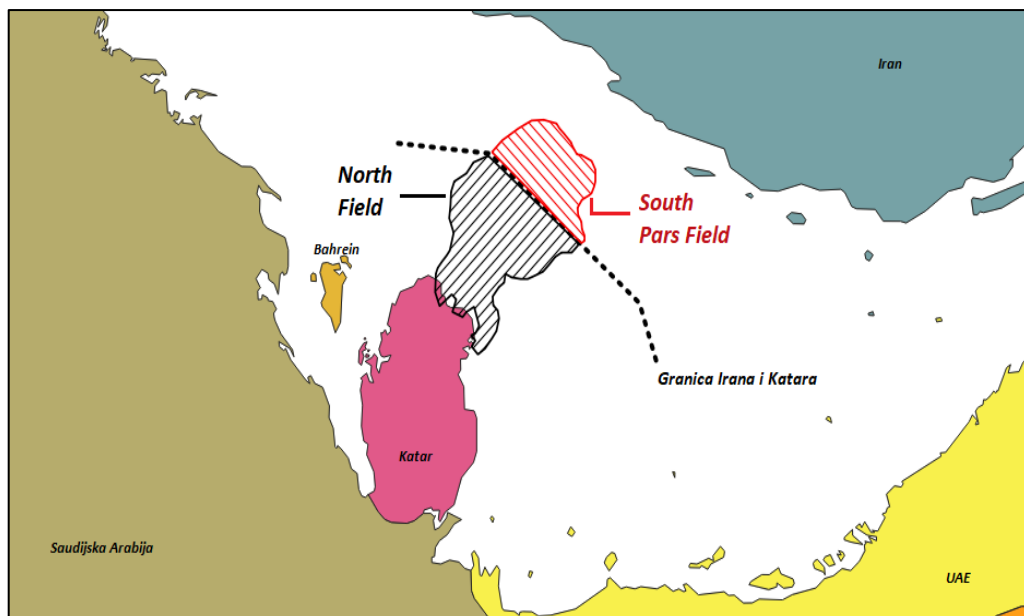 Iran
North
Field
South
Pars Field
Bahrein
Granica Irana i Katara
Katar
Saudijska Arabija
UAE